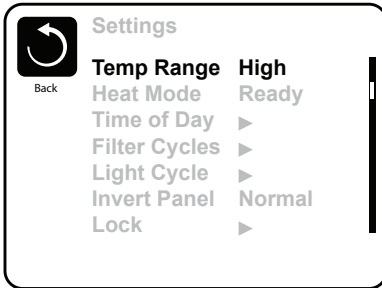 Settings
Back
Temp Range High
Heat Mode Ready
Time of Day ▶
Filter Cycles ▶
Light Cycle ▶
Invert Panel Normal
Lock ▶